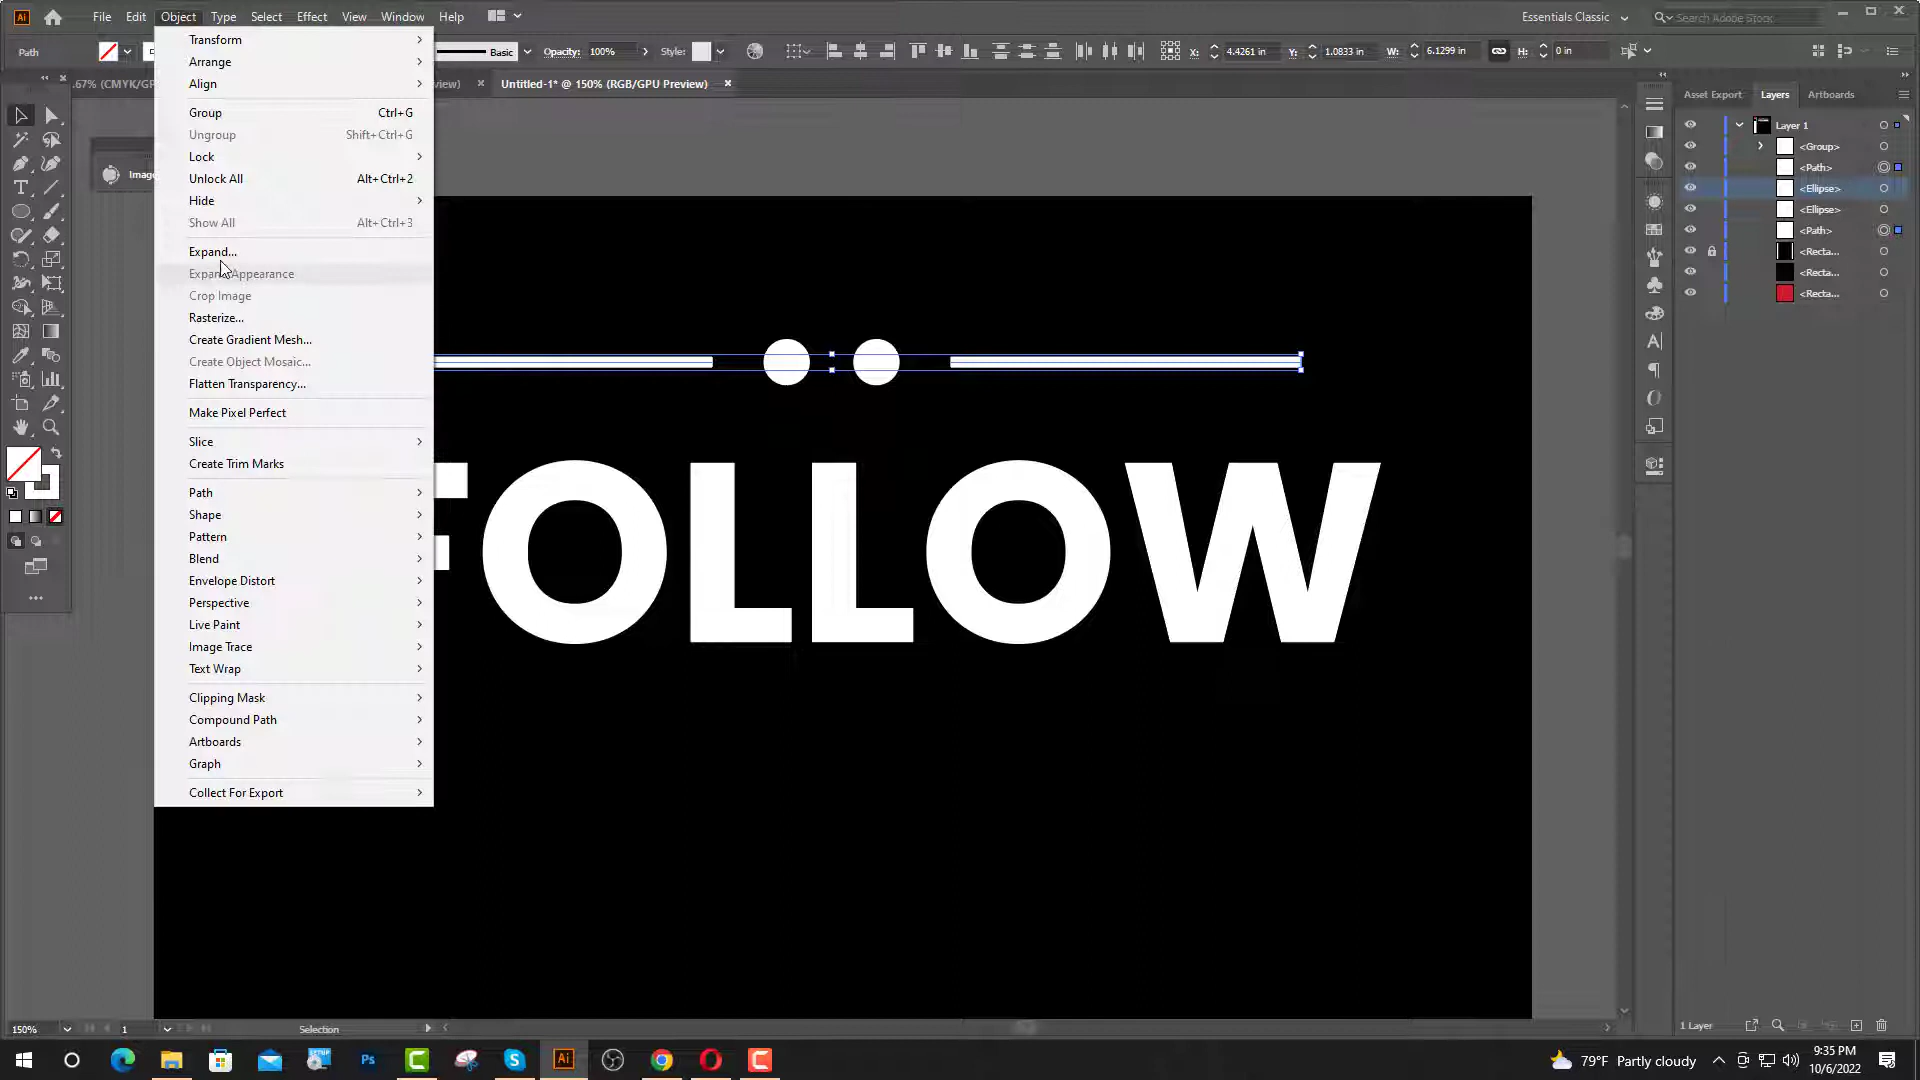 Ai File Edit Object Type Select Effect View Window Help Essentials Classic Search Adobe Stock
Path Basic Opacity: 100% Style: X: 4.4261 in Y: 1.0833 in W: 6.1299 in H: 0 in
Untitled-1* @ 150% (RGB/GPU Preview)
Transform
Arrange
Align
Group Ctrl+G
Ungroup Shift+Ctrl+G
Lock
Unlock All Alt+Ctrl+2
Hide
Show All Alt+Ctrl+3
Expand...
Expand Appearance
Crop Image
Rasterize...
Create Gradient Mesh...
Create Object Mosaic...
Flatten Transparency...
Make Pixel Perfect
Slice
Create Trim Marks
Path
Shape
Pattern
Blend
Envelope Distort
Perspective
Live Paint
Image Trace
Text Wrap
Clipping Mask
Compound Path
Artboards
Graph
Collect For Export
FOLLOW
Asset Export Layers Artboards
Layer 1
<Group>
<Path>
<Ellipse>
<Ellipse>
<Path>
<Recta...
<Recta...
<Recta...
1 Layer
150% 1 Selection
Ps Ai 79°F Partly cloudy 9:35 PM
10/6/2022